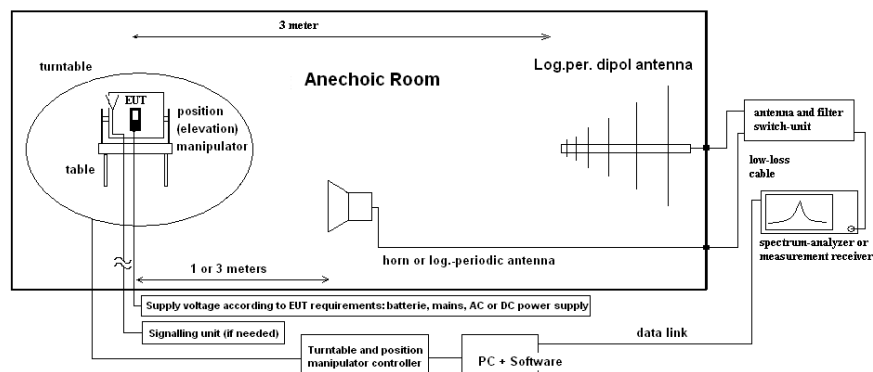 3 meter
turntable
Anechoic Room
Log.per. dipol antenna
EUT
position
(elevation)
manipulator
table
antenna and filter
switch-unit
low-loss
cable
spectrum-analyzer or
measurement receiver
horn or log.-periodic antenna
1 or 3 meters
Supply voltage according to EUT requirements: batterie, mains, AC or DC power supply
Signalling unit (if needed)
data link
Turntable and position
manipulator controller
PC + Software